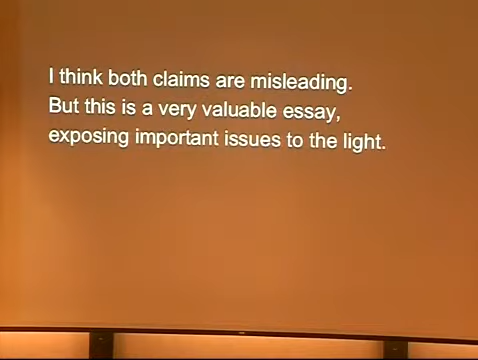 I think both claims are misleading.
But this is a very valuable essay,
exposing important issues to the light.